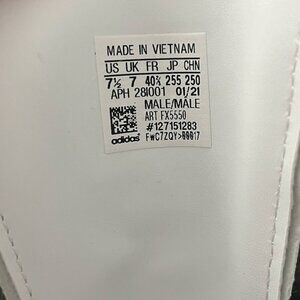 MADE IN VIETNAM
US UK FR JP CHN
7½ 7 40⅔ 255 250
APH 281001 01/21
MALE/MALE
ART FX5550
#127151283
adidas FWC7ZQY>00017